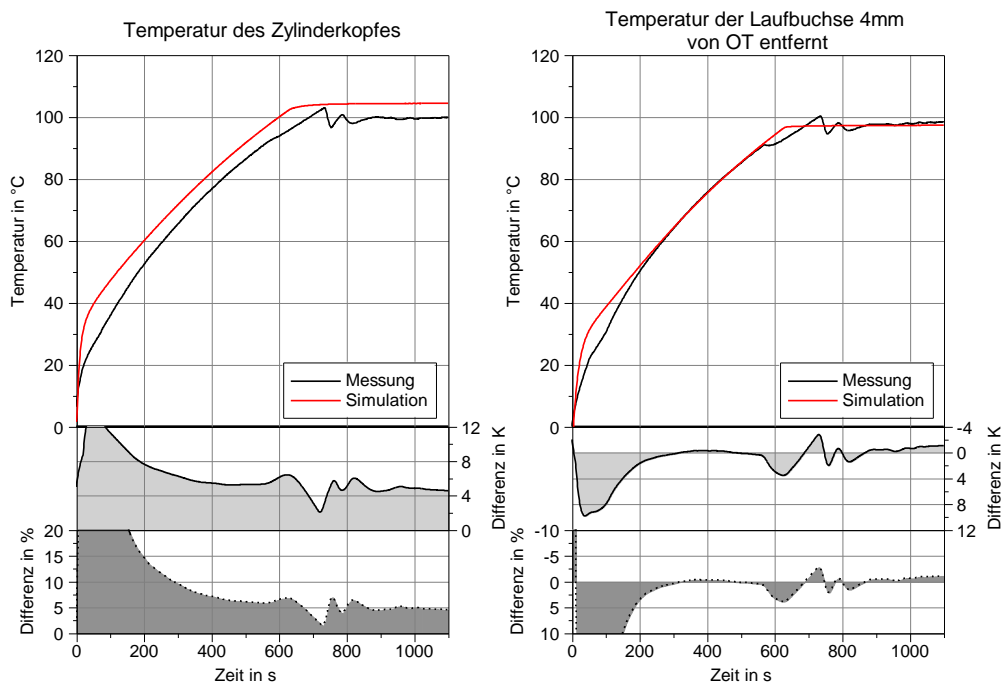 Temperatur des Zylinderkopfes
120
100
80
60
40
20
0
Temperatur in °C
Messung
Simulation
12
8
4
0
Differenz in K
20
15
10
5
0
Differenz in %
0 200 400 600 800 1000
Zeit in s
Temperatur der Laufbuchse 4mm
von OT entfernt
120
100
80
60
40
20
0
Temperatur in °C
Messung
Simulation
-4
0
4
8
12
Differenz in K
-10
-5
0
5
10
Differenz in %
0 200 400 600 800 1000
Zeit in s